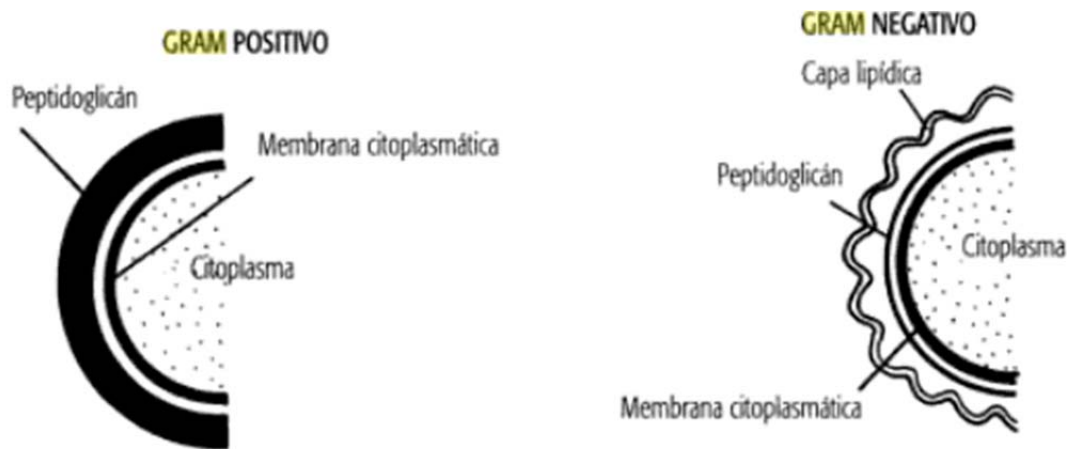 GRAM POSITIVO
Peptidoglicán
Membrana citoplasmática
Citoplasma
GRAM NEGATIVO
Capa lipídica
Peptidoglicán
Citoplasma
Membrana citoplasmática